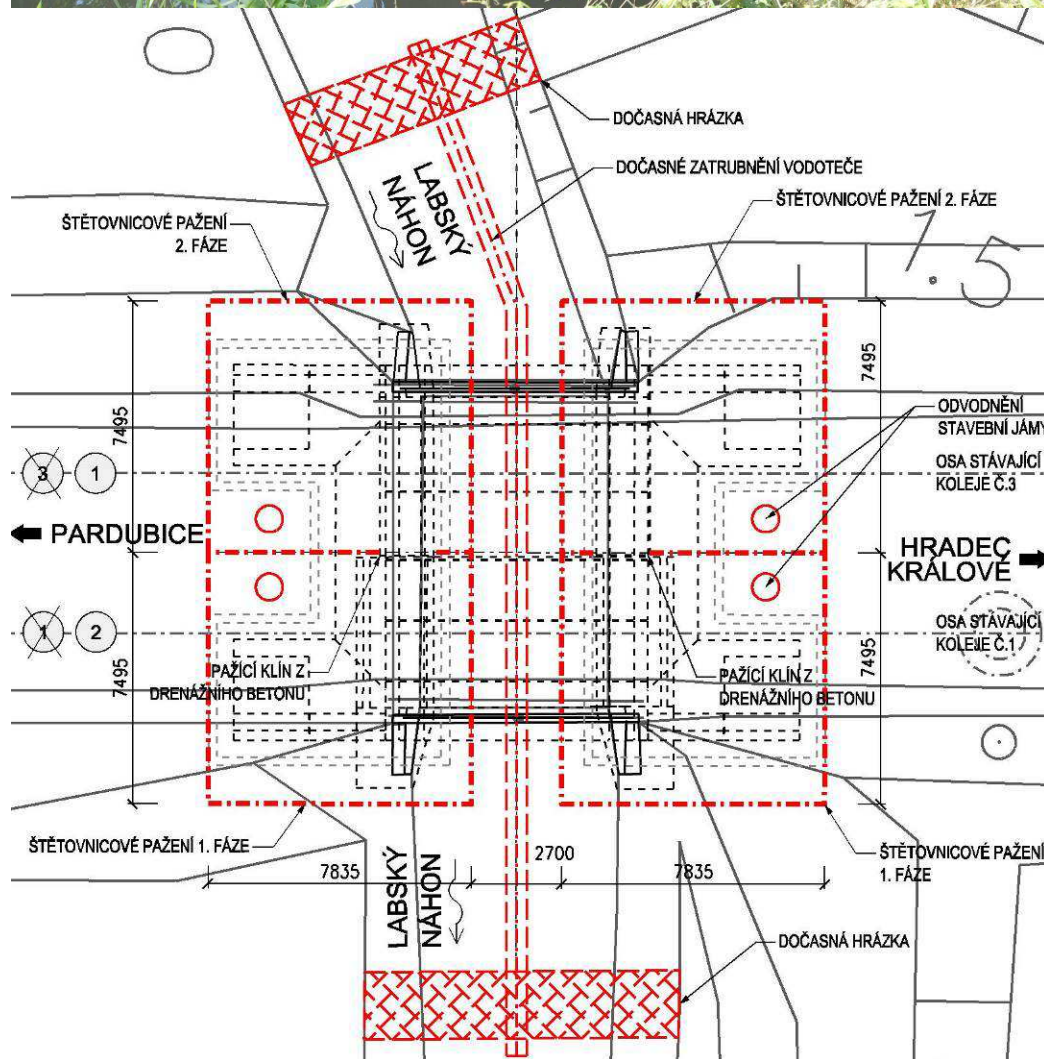 DOČASNÁ HRÁZKA
DOČASNÉ ZATRUBNĚNÍ VODOTEČE
LABSKÝ
NÁHON
ŠTĚTOVNICOVÉ PAŽENÍ
2. FÁZE
ŠTĚTOVNICOVÉ PAŽENÍ 2. FÁZE
1.5
7495
7495
ODVODNĚNÍ
STAVEBNÍ JÁMY
3 1
OSA STÁVAJÍCÍ
KOLEJE Č.3
PARDUBICE
HRADEC
KRÁLOVÉ
1 2
OSA STÁVAJÍCÍ
KOLEJE Č.1
7495
7495
PAŽÍCÍ KLÍN Z
DRENÁŽNÍHO BETONU
PAŽÍCÍ KLÍN Z
DRENÁŽNÍHO BETONU
ŠTĚTOVNICOVÉ PAŽENÍ 1. FÁZE
ŠTĚTOVNICOVÉ PAŽENÍ
1. FÁZE
7835
2700
7835
LABSKÝ
NÁHON
DOČASNÁ HRÁZKA